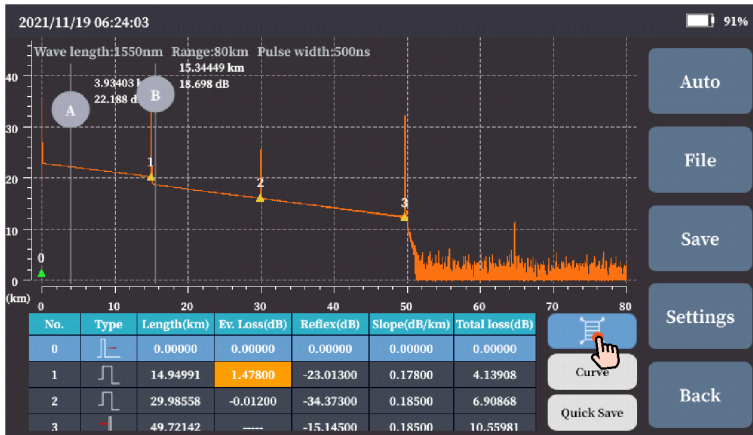 2021/11/19 06:24:03
91%
Wave length:1550nm Range:80km Pulse width:500ns
15.34449 km
3.93403
18.698 dB
22.188 d
A
B
40
30
20
10
0
1
2
3
0
(km)
0 10 20 30 40 50 60 70 80
No. Type Length(km) Ev. Loss(dB) Reflex(dB) Slope(dB/km) Total loss(dB)
0 0.00000 0.00000 0.00000 0.00000 0.00000
1 14.94991 1.47800 -23.01300 0.17800 4.13908
2 29.98558 -0.01200 -34.37300 0.18500 6.90868
3 49.72142 ----- -15.14500 0.18500 10.55981
Curve
Quick Save
Auto
File
Save
Settings
Back